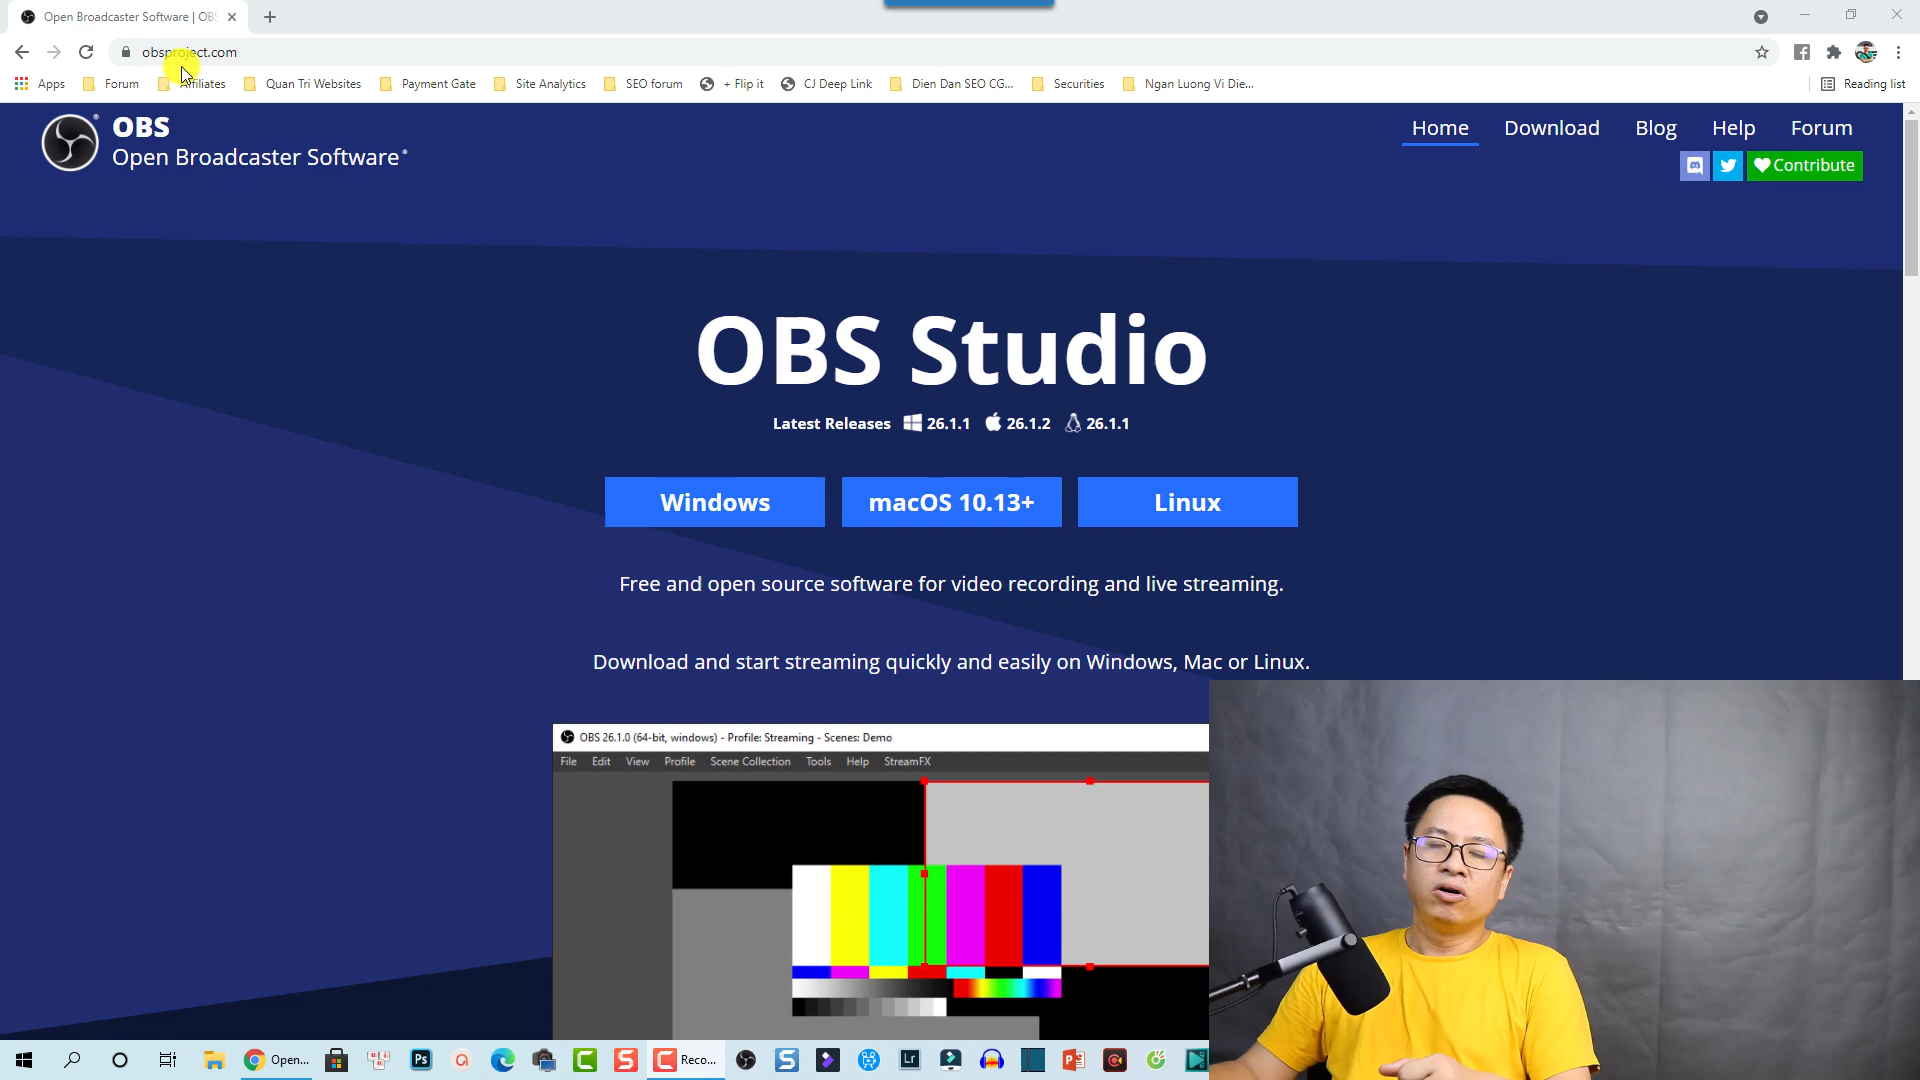 Open Broadcaster Software | OBS
obsproject.com
Apps
Forum
Affiliates
Quan Tri Websites
Payment Gate
Site Analytics
SEO forum
+ Flip it
CJ Deep Link
Dien Dan SEO CG...
Securities
Ngan Luong Vi Die...
Reading list
OBS
Open Broadcaster Software
Home
Download
Blog
Help
Forum
Contribute
OBS Studio
Latest Releases 26.1.1 26.1.2 26.1.1
Windows
macOS 10.13+
Linux
Free and open source software for video recording and live streaming.
Download and start streaming quickly and easily on Windows, Mac or Linux.
OBS 26.1.0 (64-bit, windows) - Profile: Streaming - Scenes: Demo
File Edit View Profile Scene Collection Tools Help StreamFX
Open...
Ps
Reco...
Lr